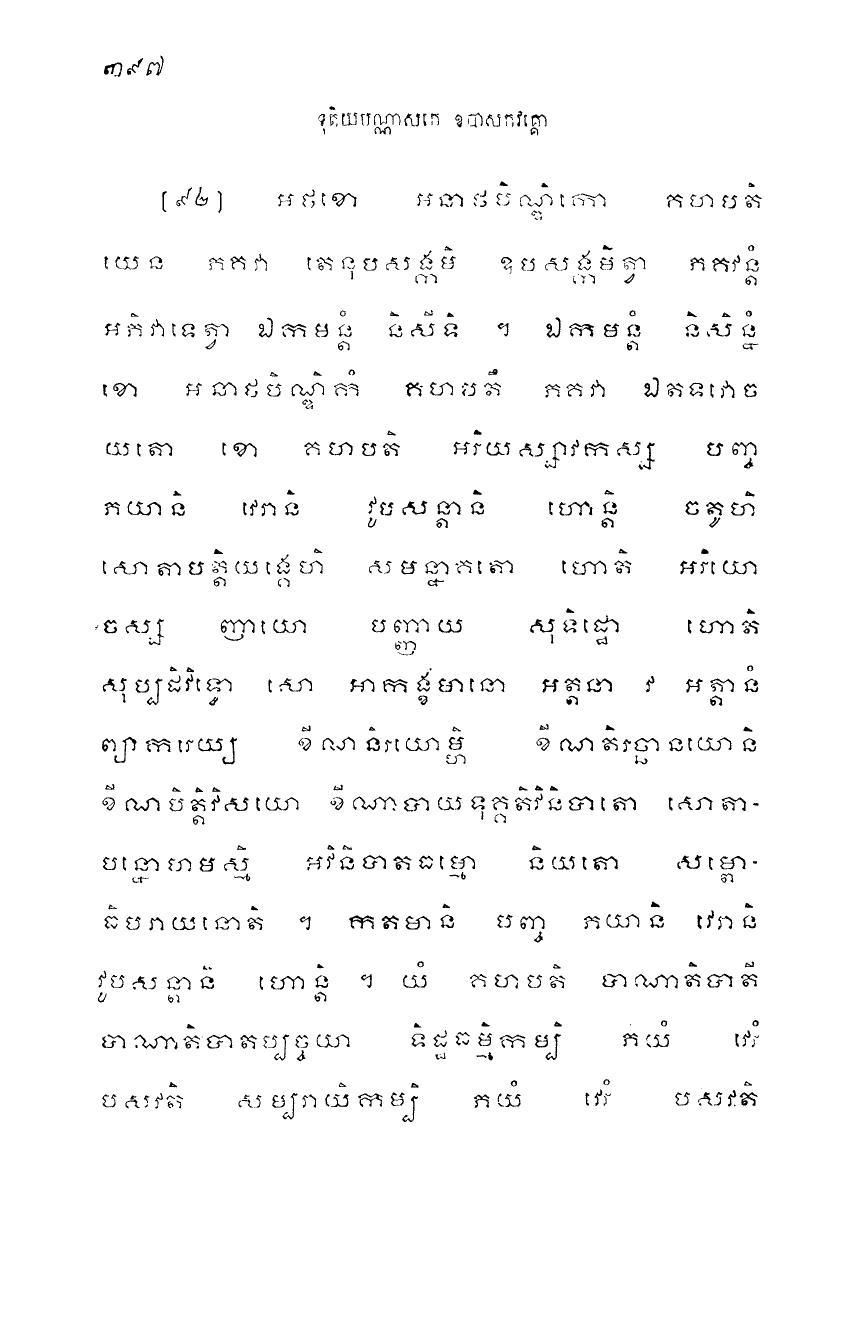 ៣៩៧
ទុតិយបណ្ណាសកេ ឧបាសកវគ្គោ
[៩២] អថខោ អនាថបិណ្ឌិកោ គហបតិ
យេន ភគវា តេនុបសង្កមិ ឧបសង្កមិត្វា ភគវន្តំ
អភិវាទេត្វា ឯកមន្តំ និសីទិ ។ ឯកមន្តំ និសិន្នំ
ខោ អនាថបិណ្ឌិកំ គហបតឹ ភគវា ឯតទវោច
យតោ ខោ គហបតិ អរិយស្សាវកស្ស បញ្ច
ភយានិ វេរានិ វូបសន្តានិ ហោន្តិ ចតូហិ
សោតាបត្តិយង្គេហិ សមន្នាគតោ ហោតិ អរិយោ
ចស្ស ញាយោ បញ្ញាយ សុទិដ្ឋោ ហោតិ
សុប្បដិវិទ្ធោ សោ អាកង្ខមានោ អត្តនា វ អត្តានំ
ព្យាករេយ្យ ខីណនិរយោម្ហិ ខីណតិរច្ឆានយោនិ
ខីណបិត្តិវិសយោ ខីណាបាយទុគ្គតិវិនិបាតោ សោតា-
បន្នោហមស្មិ អវិនិបាតធម្មោ និយតោ សម្ពោ-
ធិបរាយនោតិ ។ កតមានិ បញ្ច ភយានិ វេរានិ
វូបសន្តានិ ហោន្តិ ។ យំ គហបតិ បាណាតិបាតី
បាណាតិបាតប្បច្ចយា ទិដ្ឋធម្មិកម្បិ ភយំ វេរំ
បសវតិ សម្បរាយិកម្បិ ភយំ វេរំ បសវតិ